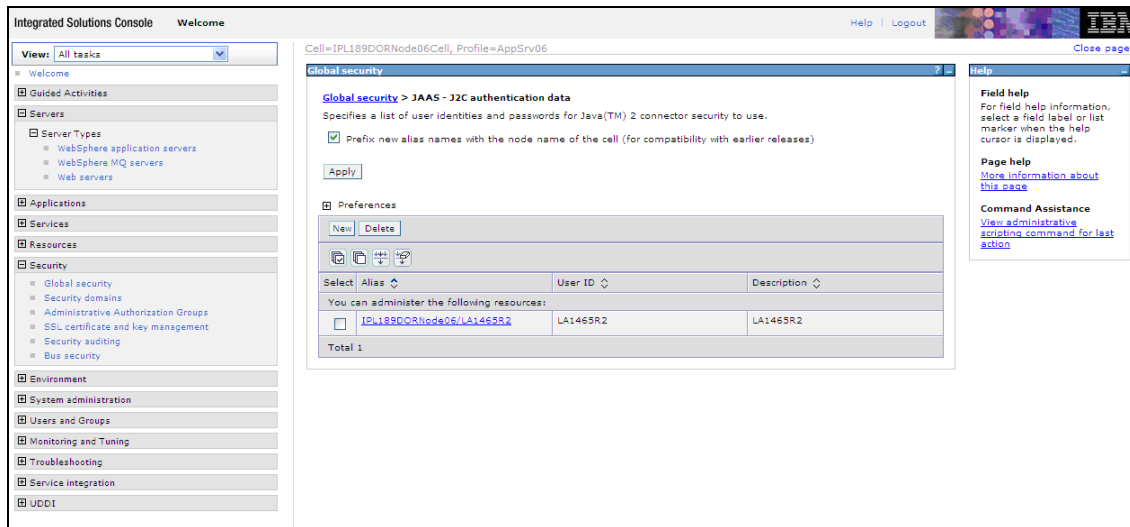 Integrated Solutions Console Welcome Help | Logout IBM
View: All tasks
Cell=IPL189DORNode06Cell, Profile=AppSrv06
Close page
Welcome
Guided Activities
Servers
Server Types
WebSphere application servers
WebSphere MQ servers
Web servers
Applications
Services
Resources
Security
Global security
Security domains
Administrative Authorization Groups
SSL certificate and key management
Security auditing
Bus security
Environment
System administration
Users and Groups
Monitoring and Tuning
Troubleshooting
Service integration
UDDI
Global security ? _
Global security > JAAS - J2C authentication data
Specifies a list of user identities and passwords for Java(TM) 2 connector security to use.
Prefix new alias names with the node name of the cell (for compatibility with earlier releases)
Apply
Preferences
New Delete
Select Alias User ID Description
You can administer the following resources:
IPL189DORNode06/LA1465R2 LA1465R2 LA1465R2
Total 1
Help
Field help
For field help information,
select a field label or list
marker when the help
cursor is displayed.
Page help
More information about
this page
Command Assistance
View administrative
scripting command for last
action